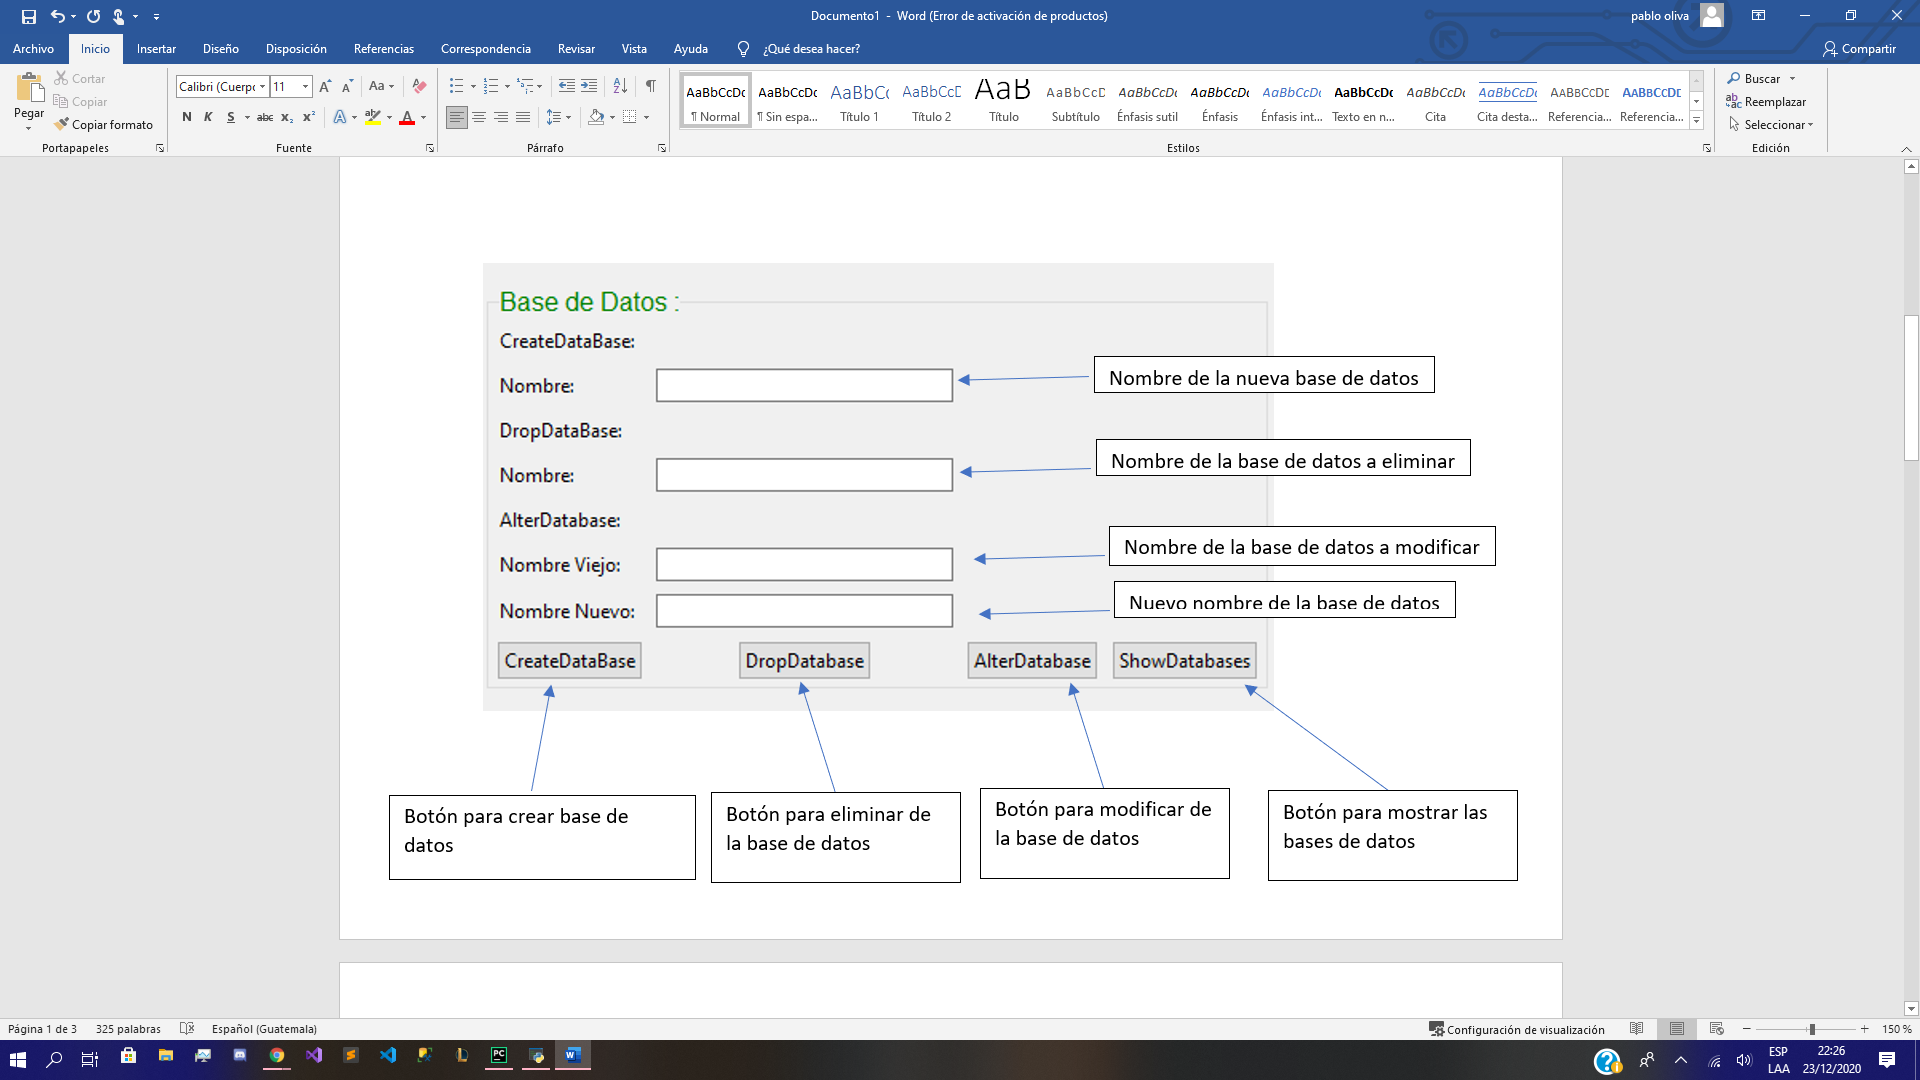 Documento1 - Word (Error de activación de productos)
pablo oliva
Archivo Inicio Insertar Diseño Disposición Referencias Correspondencia Revisar Vista Ayuda ¿Qué desea hacer? Compartir
Pegar
Cortar
Copiar
Copiar formato
Portapapeles
Calibri (Cuerpo 11
N K S abc x₂ x²
Fuente
Párrafo
AaBbCcDc AaBbCcDc AaBbCc AaBbCcD AaB AaBbCcD AaBbCcDc AaBbCcDc AaBbCcDc AaBbCcDc AaBbCcDc AaBbCcDc AABBCCDE AABBCCDE
¶ Normal ¶ Sin espa... Título 1 Título 2 Título Subtítulo Énfasis sutil Énfasis Énfasis int... Texto en n... Cita Cita desta... Referencia... Referencia...
Estilos
Buscar
Reemplazar
Seleccionar
Edición
Base de Datos :
CreateDataBase:
Nombre:
Nombre de la nueva base de datos
DropDataBase:
Nombre:
Nombre de la base de datos a eliminar
AlterDatabase:
Nombre Viejo:
Nombre de la base de datos a modificar
Nombre Nuevo:
Nuevo nombre de la base de datos
CreateDataBase DropDatabase AlterDatabase ShowDatabases
Botón para crear base de
datos
Botón para eliminar de
la base de datos
Botón para modificar de
la base de datos
Botón para mostrar las
bases de datos
Página 1 de 3 325 palabras Español (Guatemala) Configuración de visualización 150 %
ESP
LAA
22:26
23/12/2020